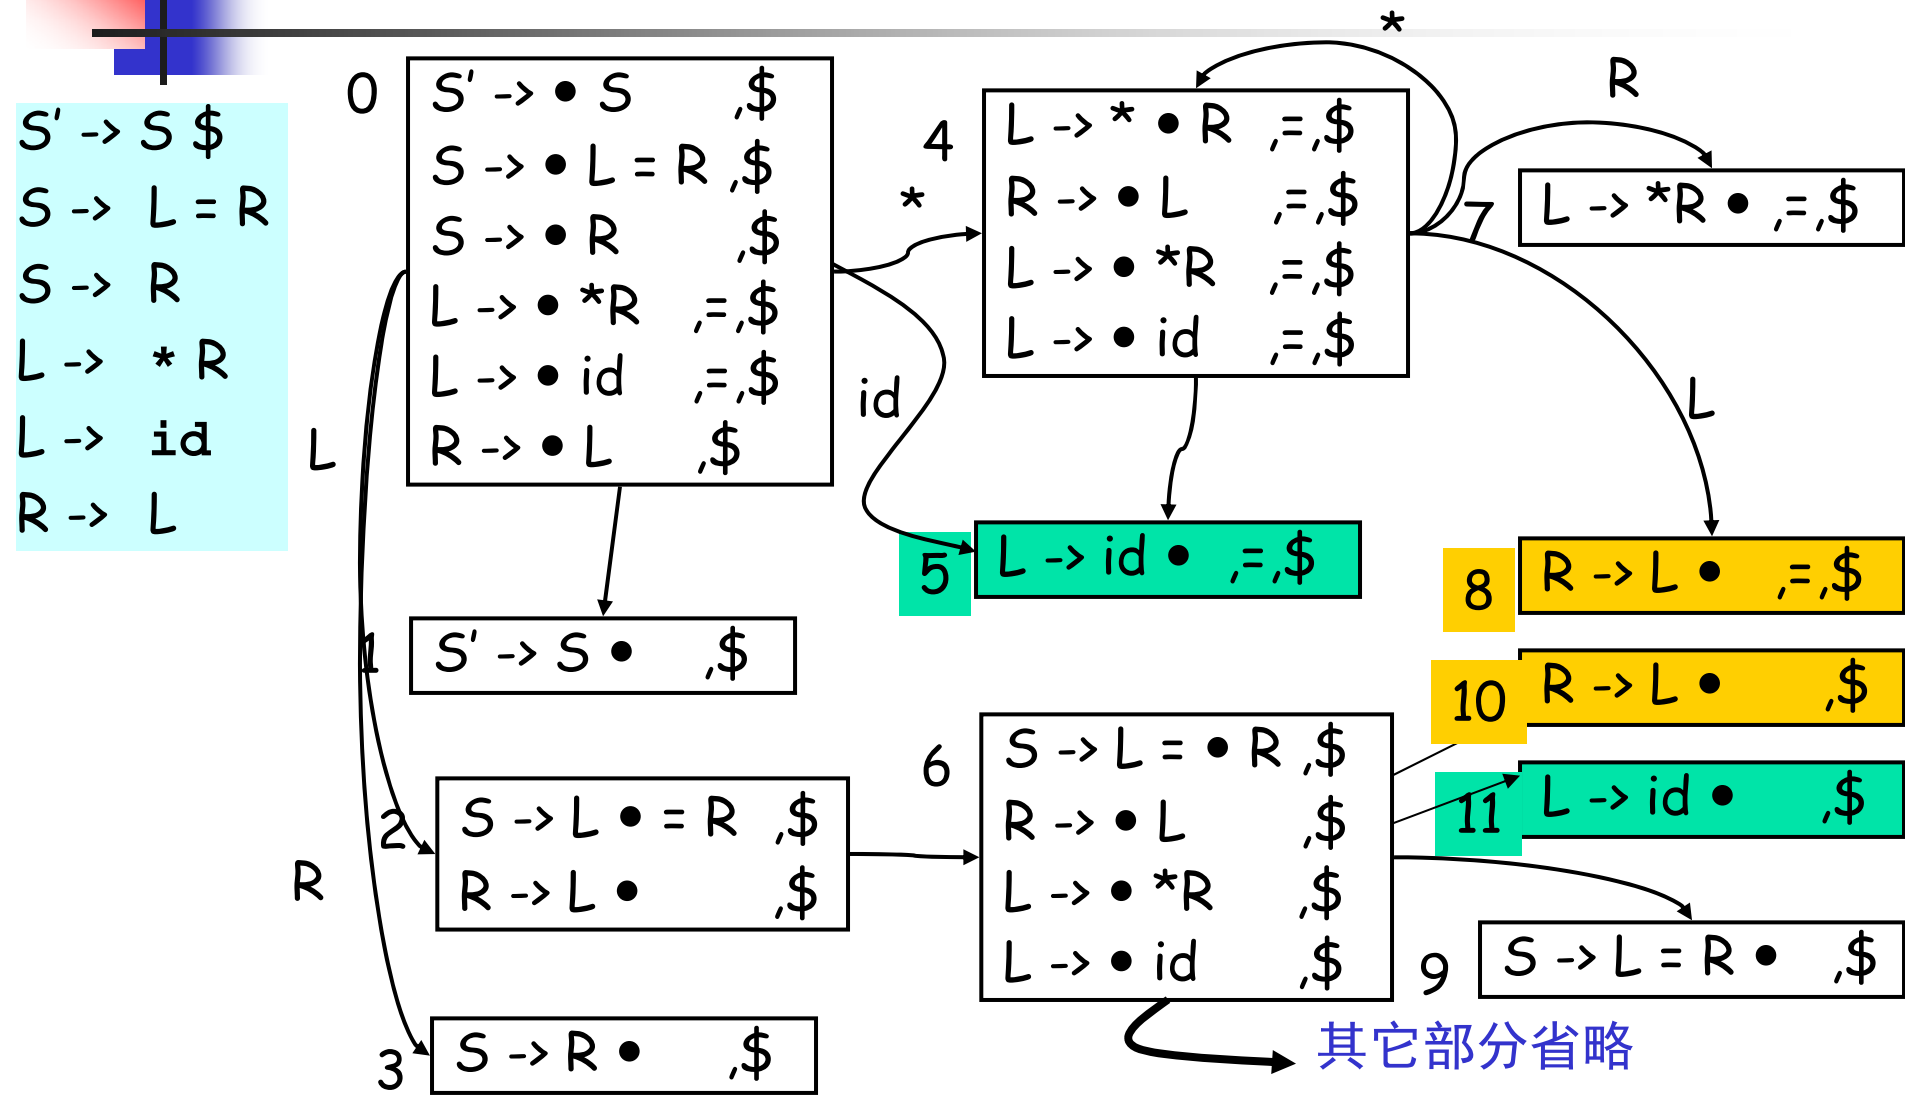 S' -> S $
S -> L = R
S -> R
L -> * R
L -> id
R -> L
0
S' -> ● S ,$
S -> ● L = R ,$
S -> ● R ,$
L -> ● *R ,=,$
L -> ● id ,=,$
R -> ● L ,$
*
id
L
R
1
S' -> S ● ,$
2
S -> L ● = R ,$
R -> L ● ,$
3
S -> R ● ,$
*
4
L -> * ● R ,=,$
R -> ● L ,=,$
L -> ● *R ,=,$
L -> ● id ,=,$
5
L -> id ● ,=,$
6
S -> L = ● R ,$
R -> ● L ,$
L -> ● *R ,$
L -> ● id ,$
R
7
L -> *R ● ,=,$
L
8
R -> L ● ,=,$
10
R -> L ● ,$
11
L -> id ● ,$
9
S -> L = R ● ,$
其它部分省略